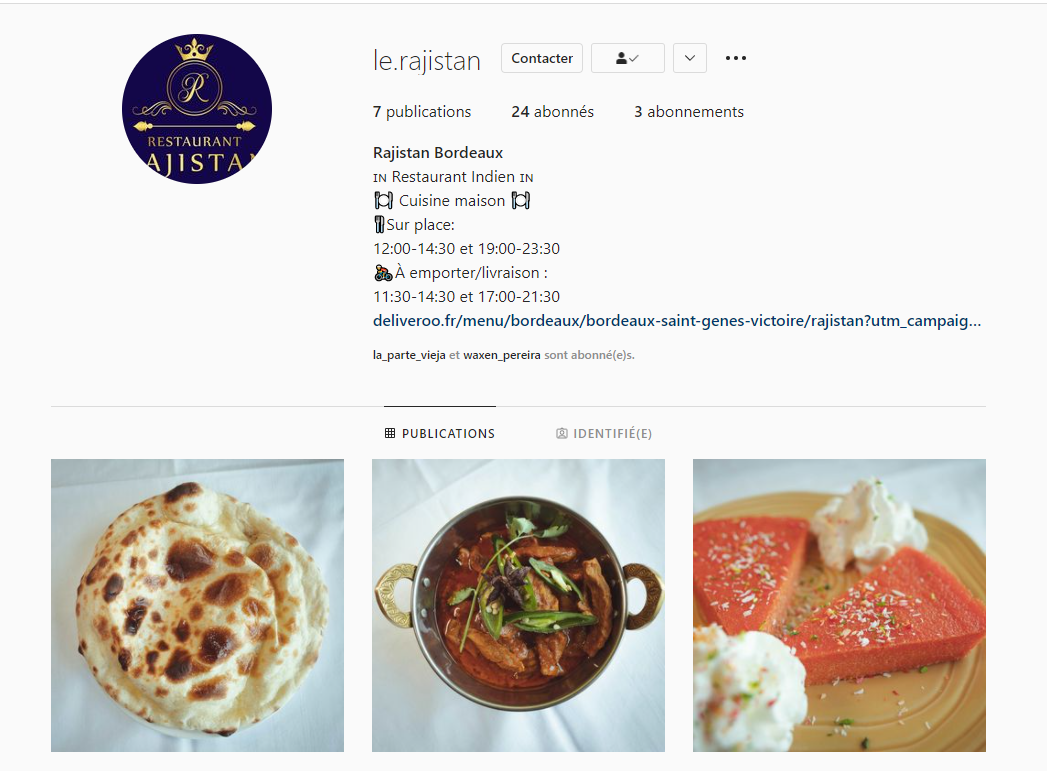 R
RESTAURANT
AJISTAN
le.rajistan Contacter
7 publications 24 abonnés 3 abonnements
Rajistan Bordeaux
IN Restaurant Indien IN
Cuisine maison
Sur place:
12:00-14:30 et 19:00-23:30
À emporter/livraison :
11:30-14:30 et 17:00-21:30
deliveroo.fr/menu/bordeaux/bordeaux-saint-genes-victoire/rajistan?utm_campaig...
la_parte_vieja et waxen_pereira sont abonné(e)s.
PUBLICATIONS IDENTIFIÉ(E)